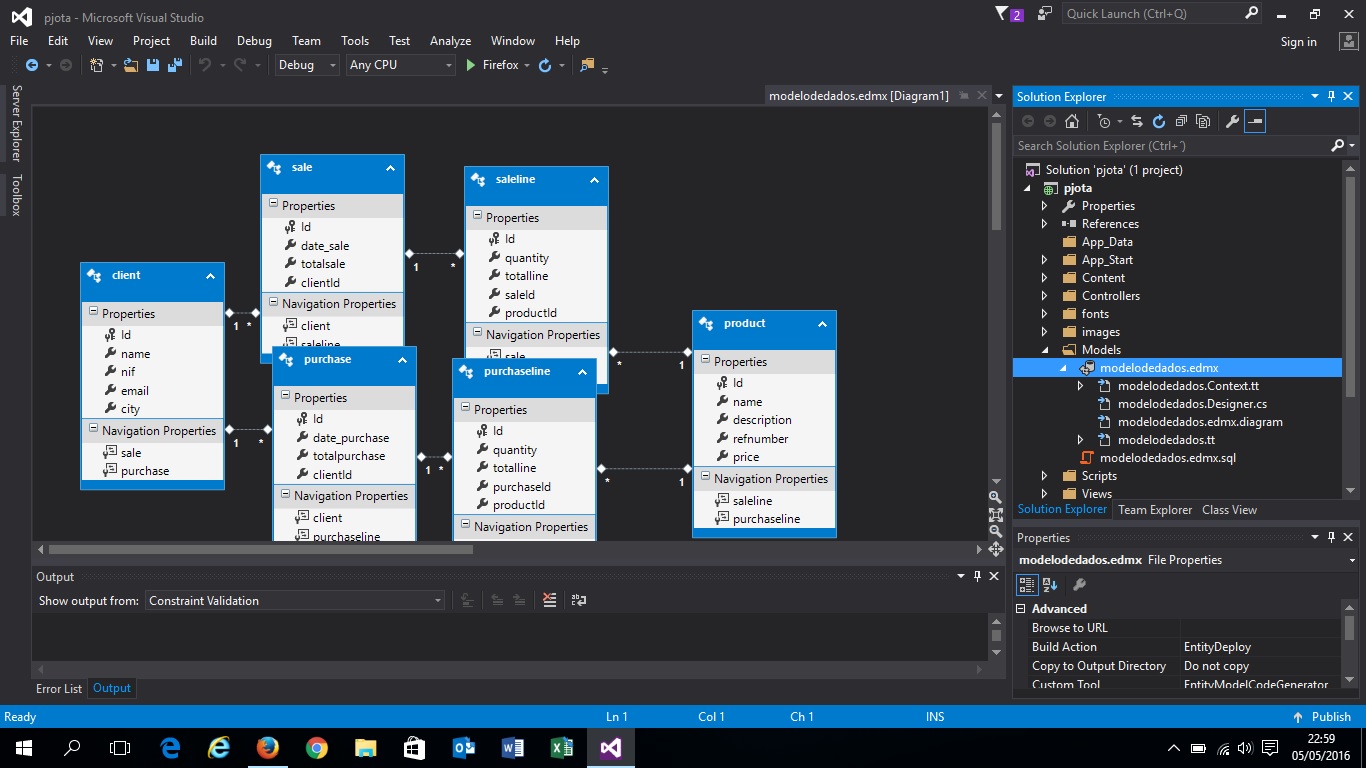 pjota - Microsoft Visual Studio
2
Quick Launch (Ctrl+Q)
File Edit View Project Build Debug Team Tools Test Analyze Window Help
Sign in
Debug Any CPU Firefox
Server Explorer
Toolbox
modelodedados.edmx [Diagram1]
sale
Properties
Id
date_sale
totalsale
clientId
Navigation Properties
client
saleline
1 *
saleline
Properties
Id
quantity
totalline
saleId
productId
Navigation Properties
sale
client
Properties
Id
name
nif
email
city
Navigation Properties
sale
purchase
1 *
1 *
purchase
Properties
Id
date_purchase
totalpurchase
clientId
Navigation Properties
client
purchaseline
1 *
purchaseline
Properties
Id
quantity
totalline
purchaseId
productId
Navigation Properties
* 1
* 1
product
Properties
Id
name
description
refnumber
price
Navigation Properties
saleline
purchaseline
Output
Show output from: Constraint Validation
Error List Output
Solution Explorer
Search Solution Explorer (Ctrl+´)
Solution 'pjota' (1 project)
pjota
Properties
References
App_Data
App_Start
Content
Controllers
fonts
images
Models
modelodedados.edmx
modelodedados.Context.tt
modelodedados.Designer.cs
modelodedados.edmx.diagram
modelodedados.tt
modelodedados.edmx.sql
Scripts
Views
Solution Explorer Team Explorer Class View
Properties
modelodedados.edmx File Properties
Advanced
Browse to URL
Build Action EntityDeploy
Copy to Output Directory Do not copy
Custom Tool EntityModelCodeGenerator
Ready Ln 1 Col 1 Ch 1 INS Publish
22:59
05/05/2016